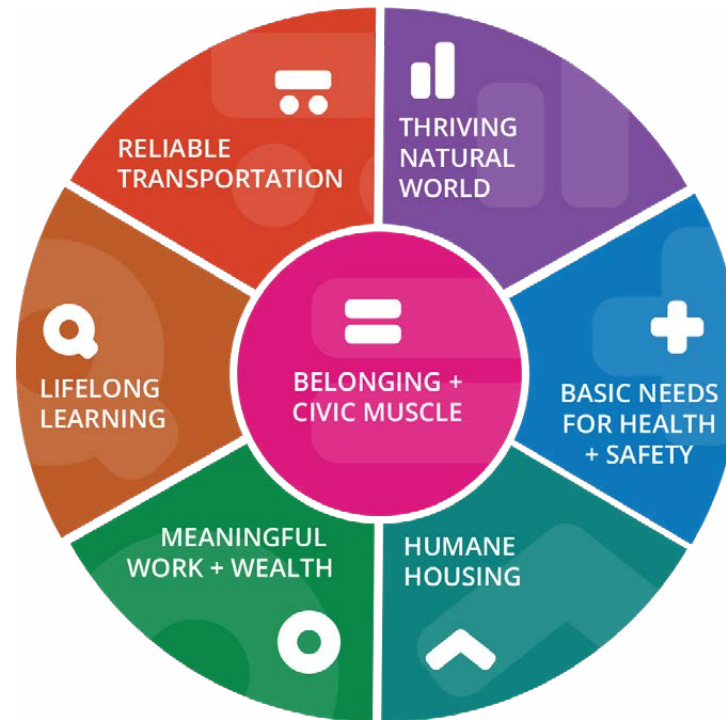 RELIABLE
TRANSPORTATION
THRIVING
NATURAL
WORLD
LIFELONG
LEARNING
BELONGING +
CIVIC MUSCLE
BASIC NEEDS
FOR HEALTH
+ SAFETY
MEANINGFUL
WORK + WEALTH
HUMANE
HOUSING